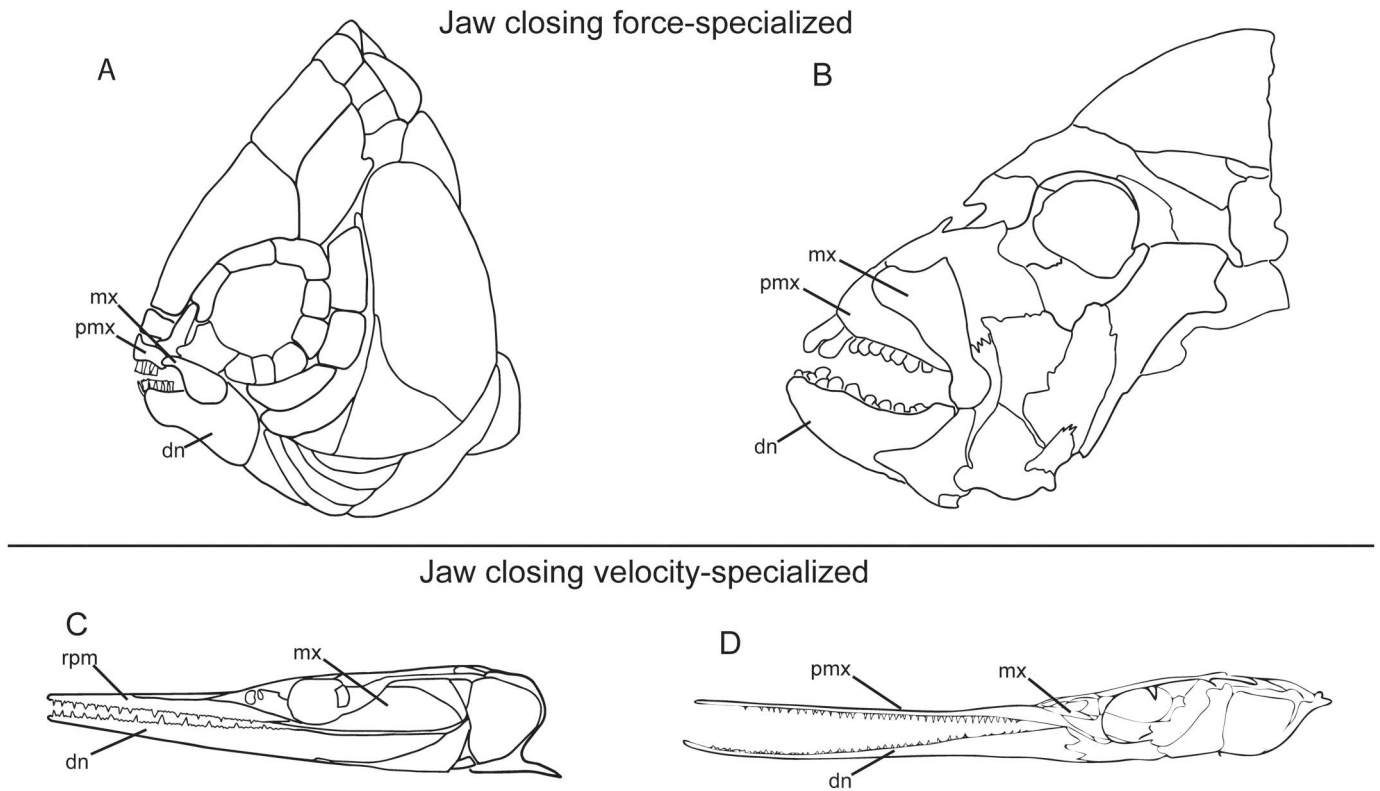 Jaw closing force-specialized
A
B
mx
pmx
dn
mx
pmx
dn
Jaw closing velocity-specialized
C
rpm
mx
dn
D
pmx
mx
dn